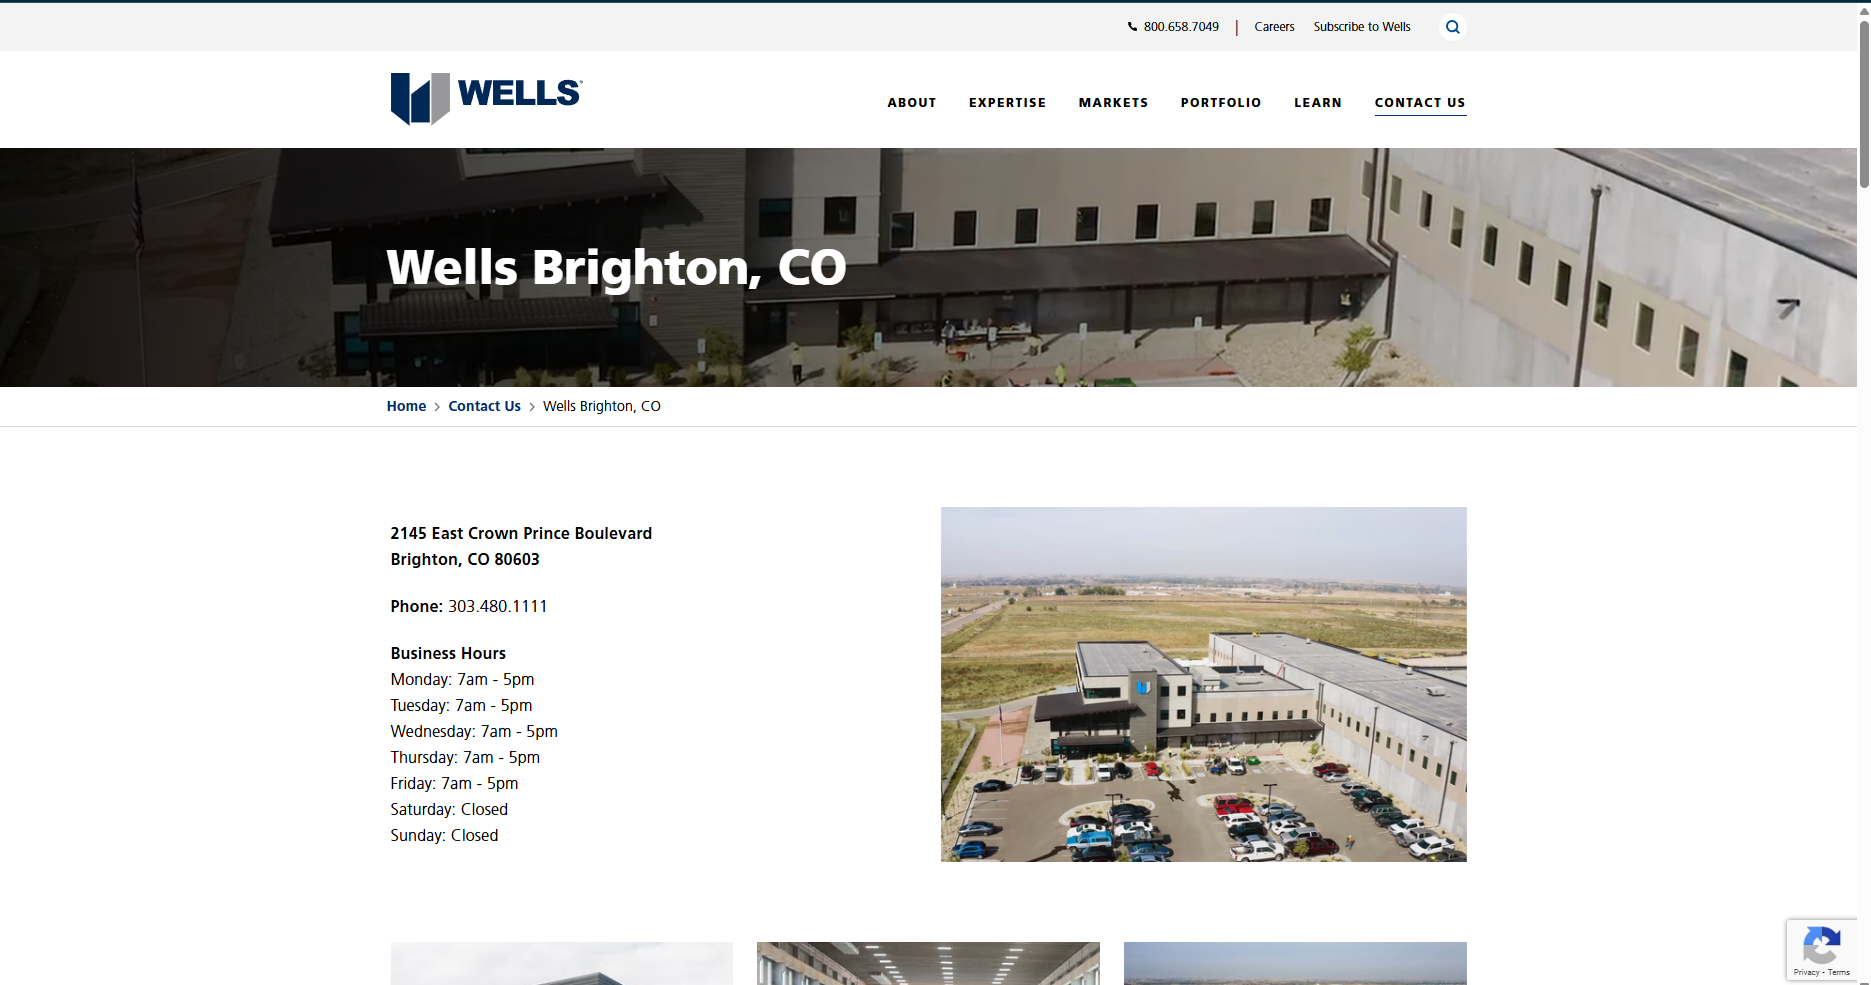 800.658.7049 | Careers Subscribe to Wells
WELLS
ABOUT EXPERTISE MARKETS PORTFOLIO LEARN CONTACT US
Wells Brighton, CO
Home > Contact Us > Wells Brighton, CO
2145 East Crown Prince Boulevard
Brighton, CO 80603
Phone: 303.480.1111
Business Hours
Monday: 7am - 5pm
Tuesday: 7am - 5pm
Wednesday: 7am - 5pm
Thursday: 7am - 5pm
Friday: 7am - 5pm
Saturday: Closed
Sunday: Closed
Privacy - Terms